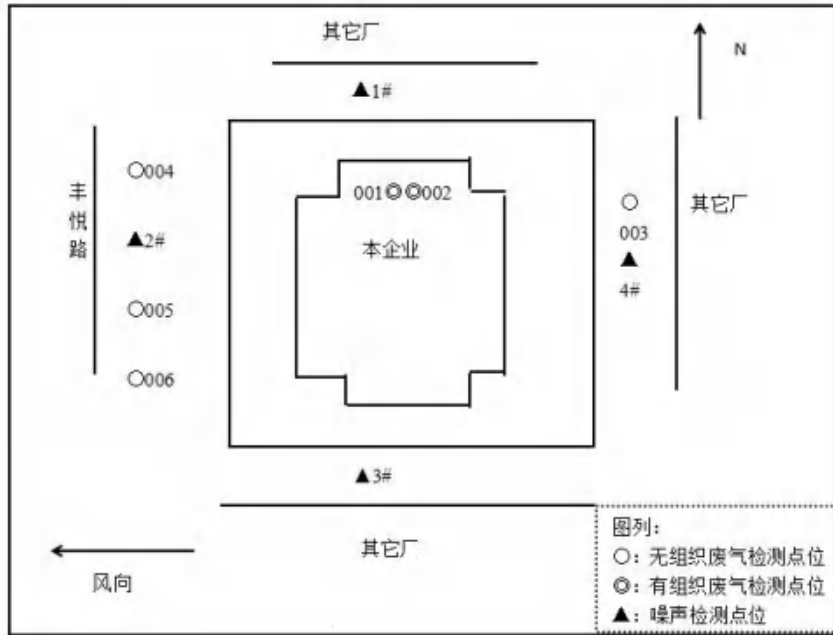 其它厂
N
▲1#
○004
001◎◎002
○
003
其它厂
丰悦路
▲2#
本企业
▲
4#
○005
○006
▲3#
其它厂
风向
图列：
○：无组织废气检测点位
◎：有组织废气检测点位
▲：噪声检测点位